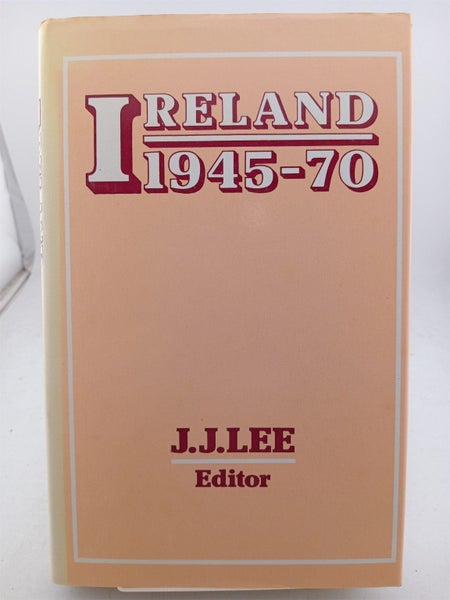 IRELAND
1945-70
J.J.LEE
Editor